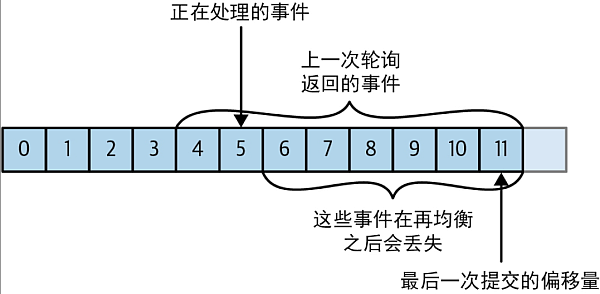 正在处理的事件
上一次轮询
返回的事件
0 1 2 3 4 5 6 7 8 9 10 11
这些事件在再均衡
之后会丢失
最后一次提交的偏移量